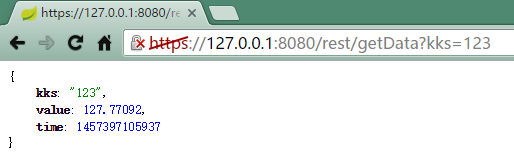 https://127.0.0.1:8080/re
https://127.0.0.1:8080/rest/getData?kks=123
{
kks: "123",
value: 127.77092,
time: 1457397105937
}